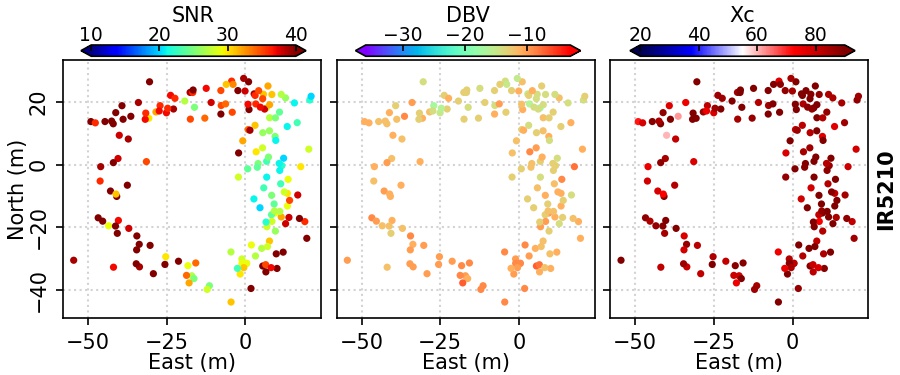 SNR DBV Xc
10 20 30 40 −30 −20 −10 20 40 60 80
20
0
−20
−40
North (m)
IR5210
−50 −25 0 −50 −25 0 −50 −25 0
East (m) East (m) East (m)